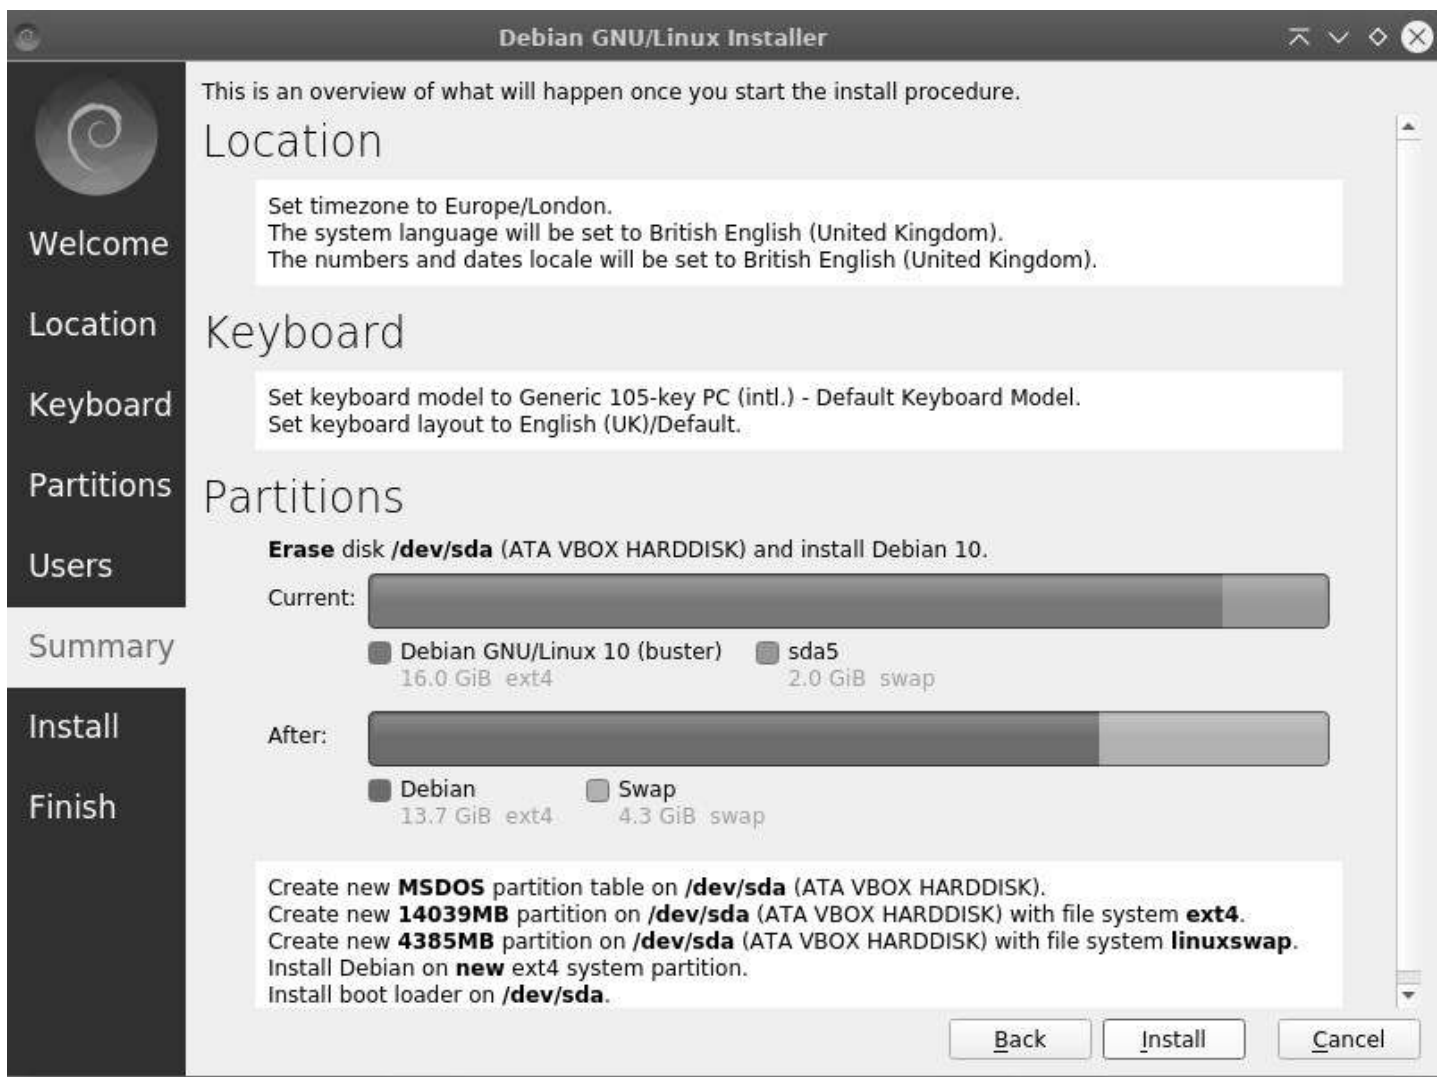 Debian GNU/Linux Installer
This is an overview of what will happen once you start the install procedure.
Welcome
Location
Keyboard
Partitions
Users
Summary
Install
Finish
Location
Set timezone to Europe/London.
The system language will be set to British English (United Kingdom).
The numbers and dates locale will be set to British English (United Kingdom).
Keyboard
Set keyboard model to Generic 105-key PC (intl.) - Default Keyboard Model.
Set keyboard layout to English (UK)/Default.
Partitions
Erase disk /dev/sda (ATA VBOX HARDDISK) and install Debian 10.
Current:
Debian GNU/Linux 10 (buster) sda5
16.0 GiB ext4 2.0 GiB swap
After:
Debian Swap
13.7 GiB ext4 4.3 GiB swap
Create new MSDOS partition table on /dev/sda (ATA VBOX HARDDISK).
Create new 14039MB partition on /dev/sda (ATA VBOX HARDDISK) with file system ext4.
Create new 4385MB partition on /dev/sda (ATA VBOX HARDDISK) with file system linuxswap.
Install Debian on new ext4 system partition.
Install boot loader on /dev/sda.
Back Install Cancel